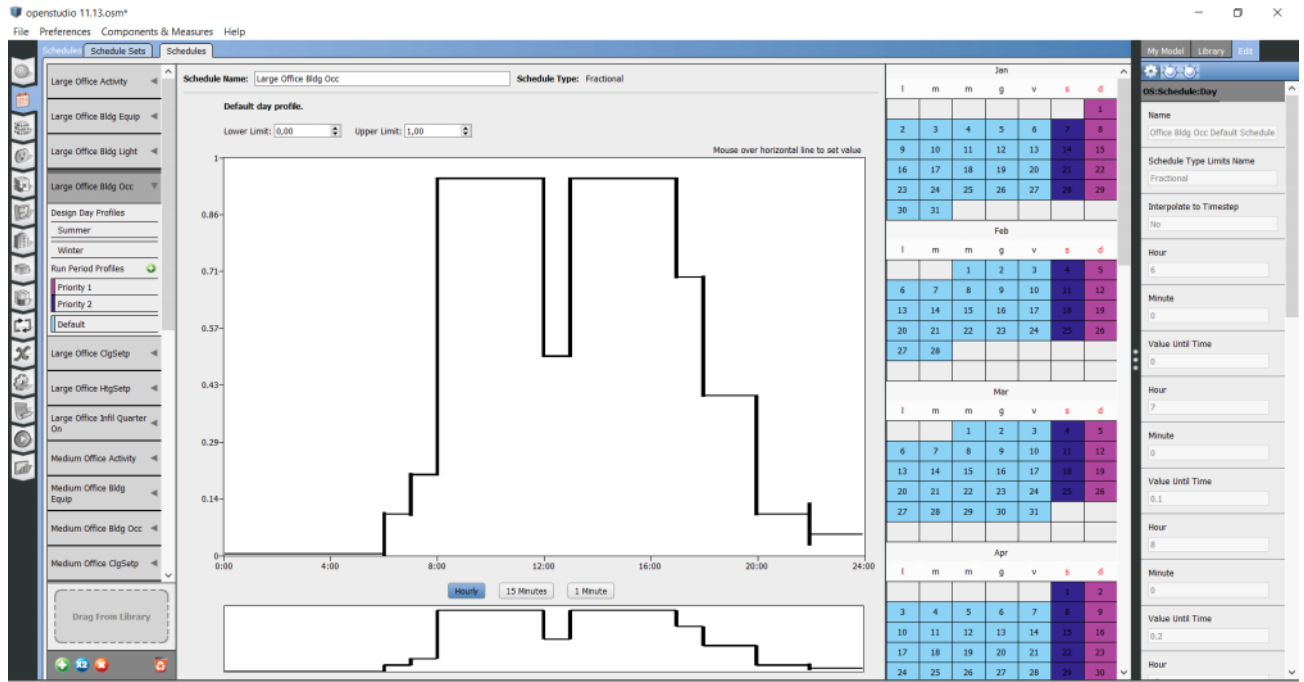 openstudio 11.13.osm*
File Preferences Components & Measures Help
Schedules Schedule Sets Schedules
My Model Library Edit
Large Office Activity
Large Office Bldg Equip
Large Office Bldg Light
Large Office Bldg Occ
Design Day Profiles
Summer
Winter
Run Period Profiles
Priority 1
Priority 2
Default
Large Office ClgSetp
Large Office HtgSetp
Large Office Infil Quarter
On
Medium Office Activity
Medium Office Bldg
Equip
Medium Office Bldg Occ
Medium Office ClgSetp
Drag From Library
X2
Schedule Name: Large Office Bldg Occ Schedule Type: Fractional
Default day profile.
Lower Limit: 0,00 Upper Limit: 1,00
Mouse over horizontal line to set value
1
0.86
0.71
0.57
0.43
0.29
0.14
0
0:00 4:00 8:00 12:00 16:00 20:00 24:00
Hourly 15 Minutes 1 Minute
Jan
l m m g v s d
1
2 3 4 5 6 7 8
9 10 11 12 13 14 15
16 17 18 19 20 21 22
23 24 25 26 27 28 29
30 31
Feb
l m m g v s d
1 2 3 4 5
6 7 8 9 10 11 12
13 14 15 16 17 18 19
20 21 22 23 24 25 26
27 28
Mar
l m m g v s d
1 2 3 4 5
6 7 8 9 10 11 12
13 14 15 16 17 18 19
20 21 22 23 24 25 26
27 28 29 30 31
Apr
l m m g v s d
1 2
3 4 5 6 7 8 9
10 11 12 13 14 15 16
17 18 19 20 21 22 23
24 25 26 27 28 29 30
OS:Schedule:Day
Name
Office Bldg Occ Default Schedule
Schedule Type Limits Name
Fractional
Interpolate to Timestep
No
Hour
6
Minute
0
Value Until Time
0
Hour
7
Minute
0
Value Until Time
0.1
Hour
8
Minute
0
Value Until Time
0.2
Hour